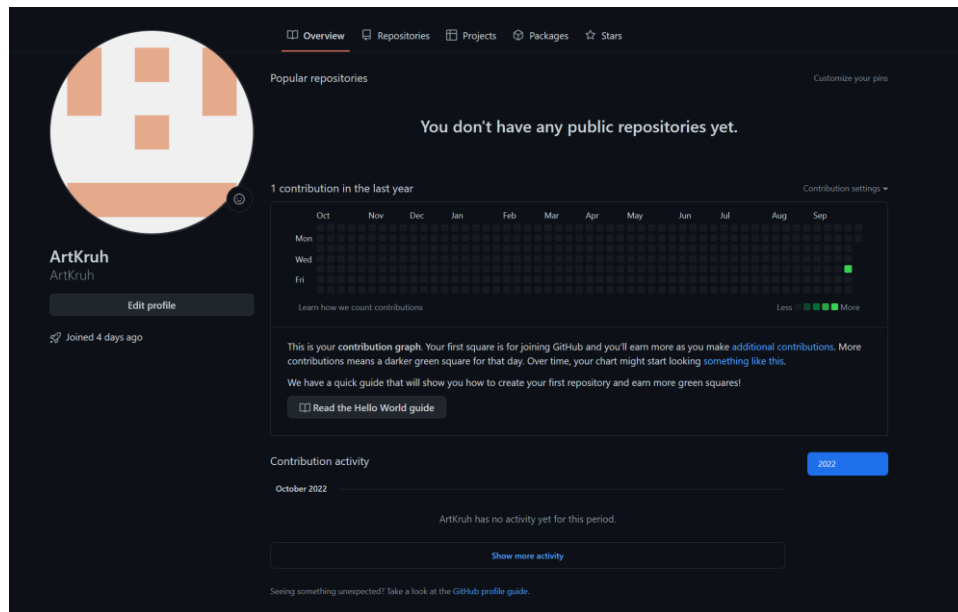 Overview Repositories Projects Packages Stars
Popular repositories Customize your pins
You don't have any public repositories yet.
1 contribution in the last year Contribution settings
Oct Nov Dec Jan Feb Mar Apr May Jun Jul Aug Sep
Mon
Wed
Fri
Learn how we count contributions Less More
ArtKruh
ArtKruh
Edit profile
Joined 4 days ago
This is your contribution graph. Your first square is for joining GitHub and you'll earn more as you make additional contributions. More
contributions means a darker green square for that day. Over time, your chart might start looking something like this.
We have a quick guide that will show you how to create your first repository and earn more green squares!
Read the Hello World guide
Contribution activity 2022
October 2022
ArtKruh has no activity yet for this period.
Show more activity
Seeing something unexpected? Take a look at the GitHub profile guide.